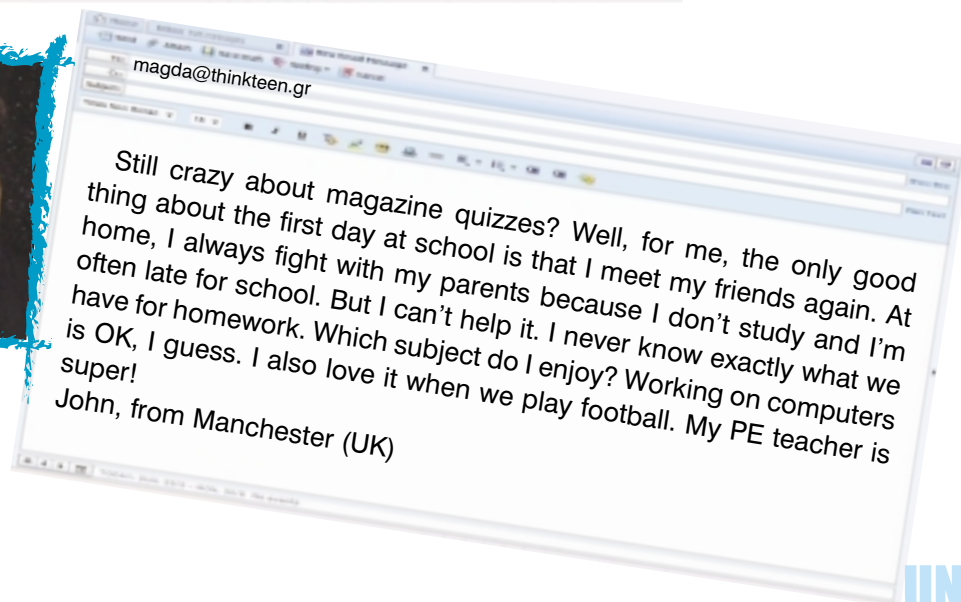 magda@thinkteen.gr
Still crazy about magazine quizzes? Well, for me, the only good
thing about the first day at school is that I meet my friends again. At
home, I always fight with my parents because I don't study and I'm
often late for school. But I can't help it. I never know exactly what we
have for homework. Which subject do I enjoy? Working on computers
is OK, I guess. I also love it when we play football. My PE teacher is
super!
John, from Manchester (UK)